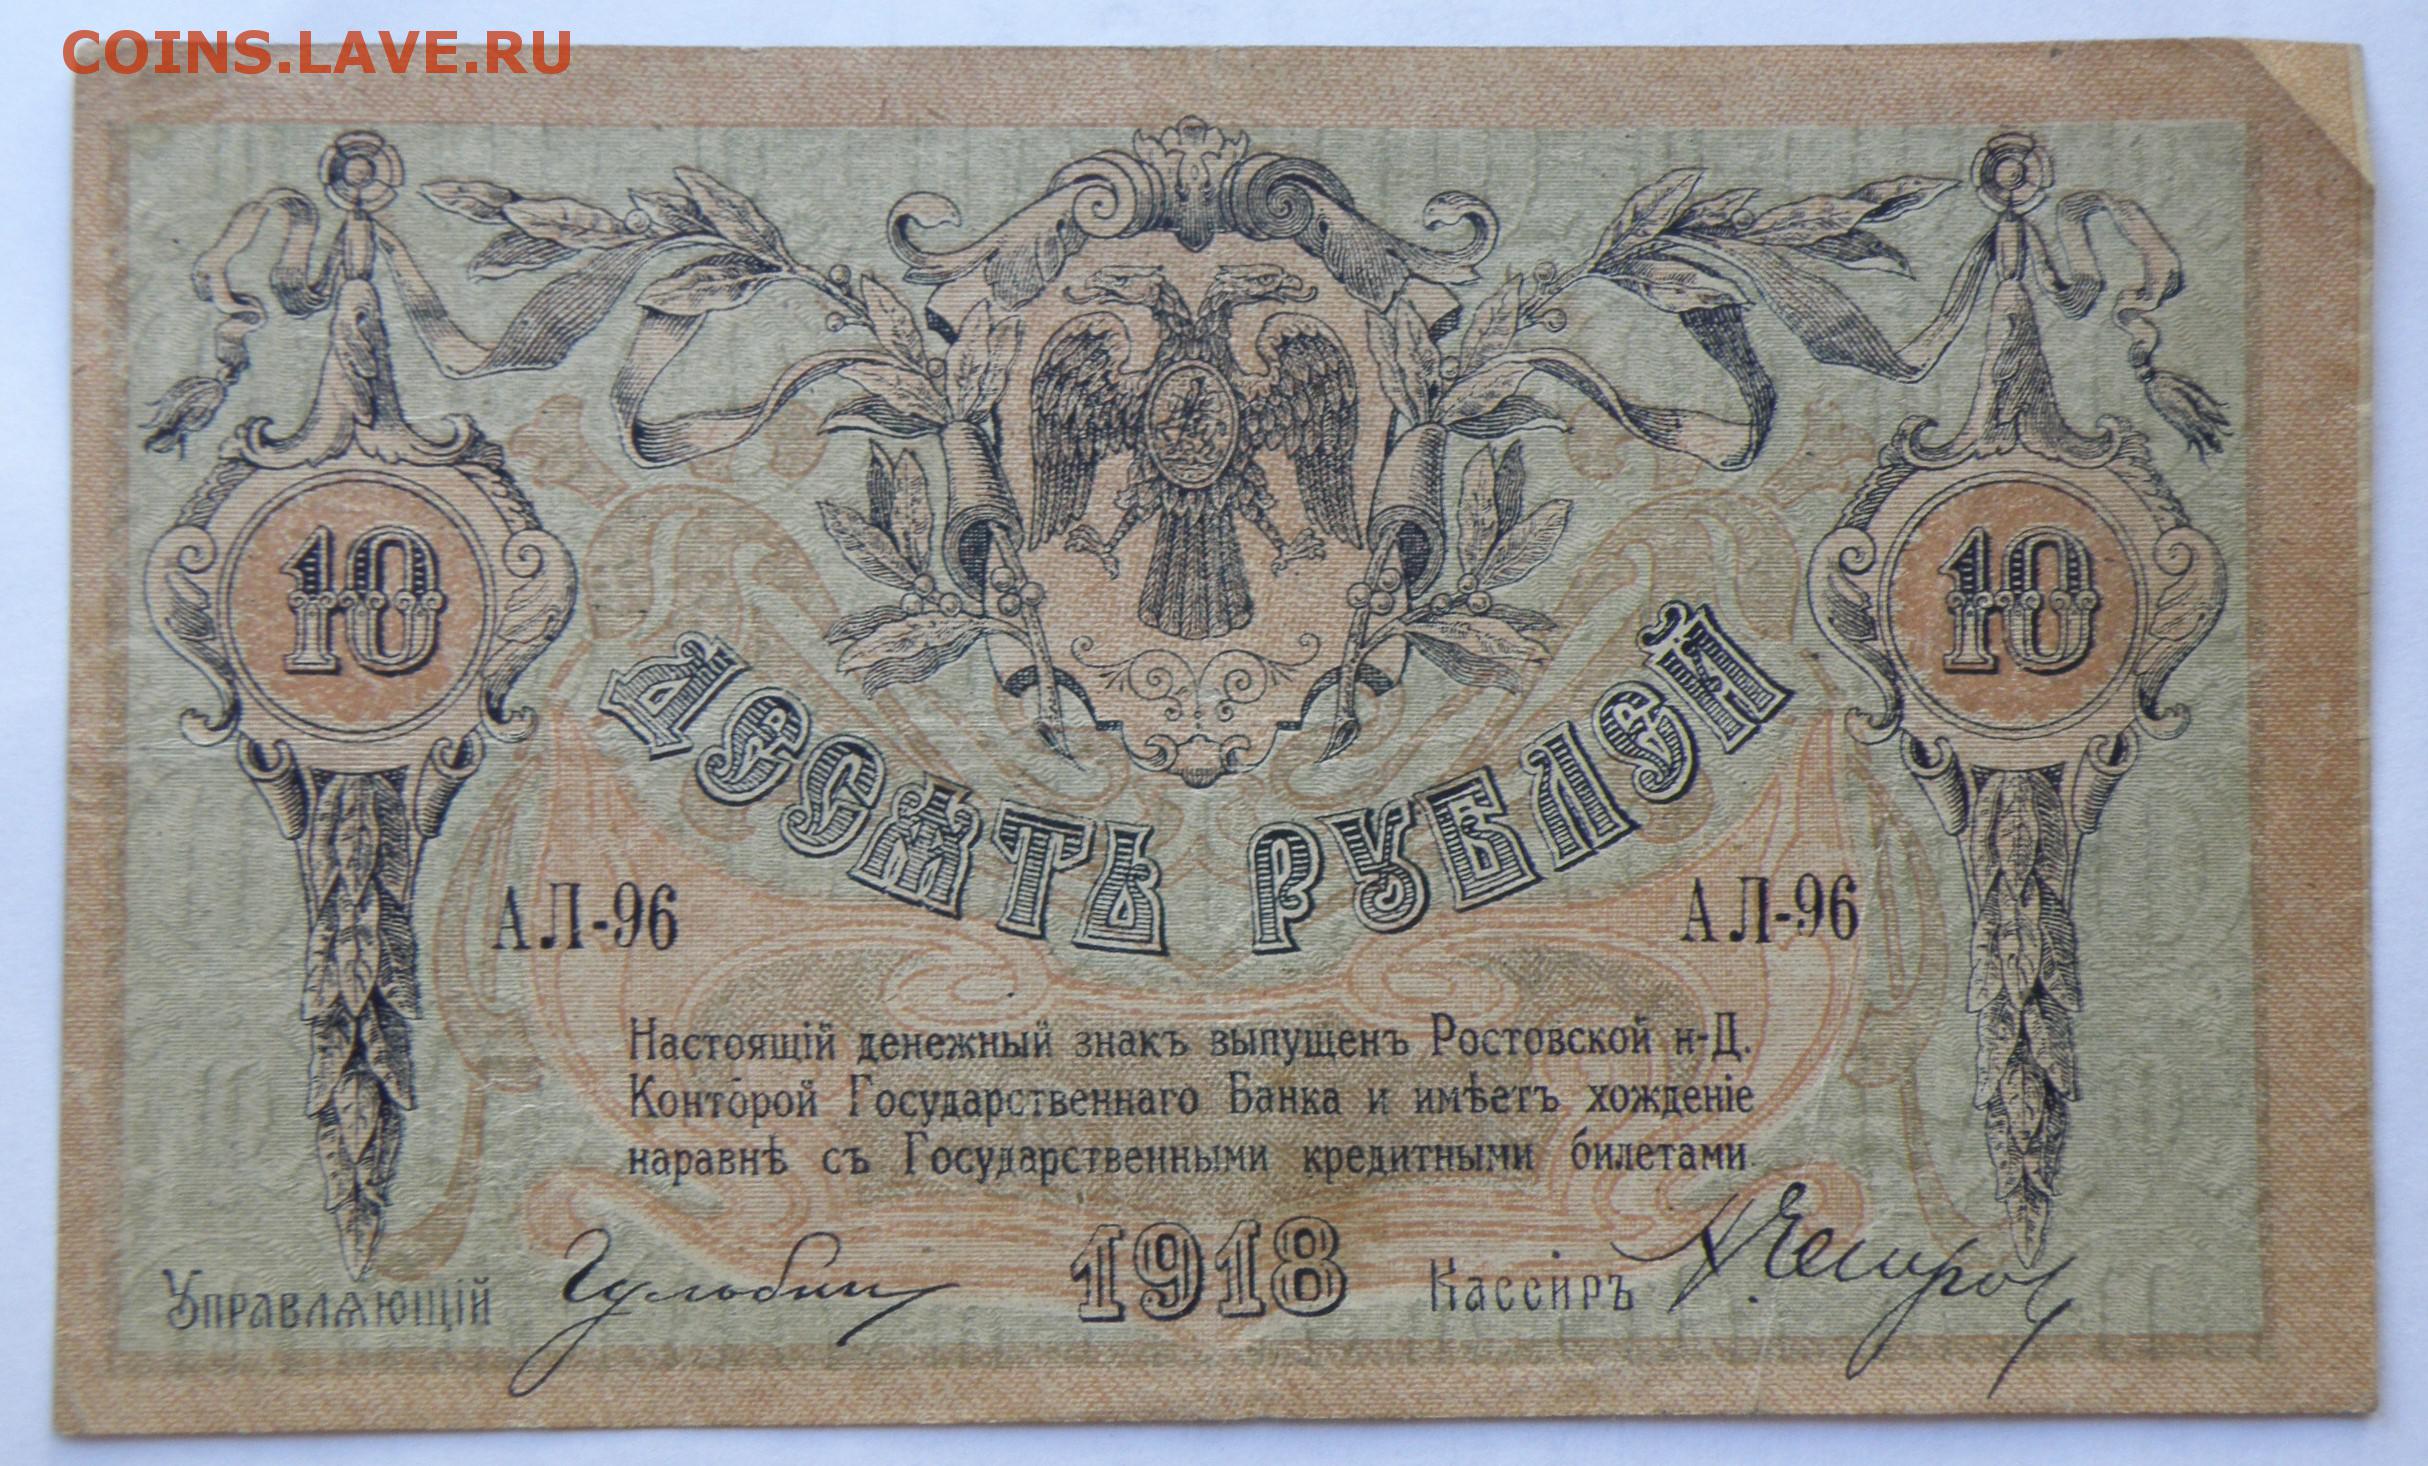 COINS.LAVE.RU
10
10
ДЕСЯТЬ РУБЛЕЙ
АЛ-96
АЛ-96
Настоящій денежный знакъ выпущенъ Ростовской н-Д.
Конторой Государственнаго Банка и имѣетъ хожденіе
наравнѣ съ Государственными кредитными билетами
Управляющій
1918
Кассиръ